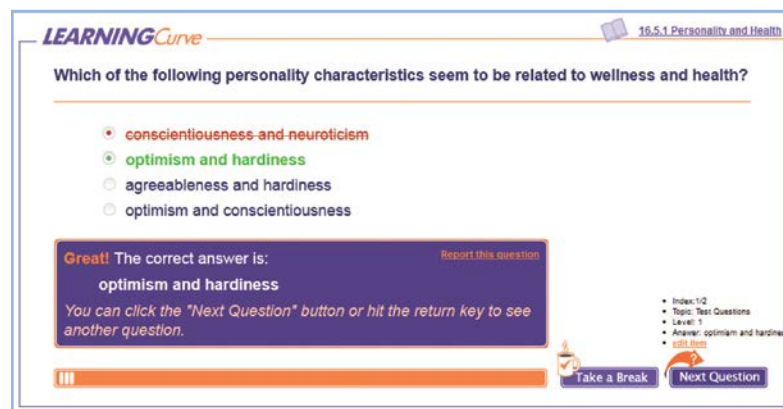 LEARNINGCurve
16.5.1 Personality and Health
Which of the following personality characteristics seem to be related to wellness and health?
conscientiousness and neuroticism
optimism and hardiness
agreeableness and hardiness
optimism and conscientiousness
Great! The correct answer is:
Report this question
optimism and hardiness
You can click the "Next Question" button or hit the return key to see
another question.
Index:1/2
Topic: Test Questions
Level: 1
Answer: optimism and hardines
edit item
?
Take a Break
Next Question